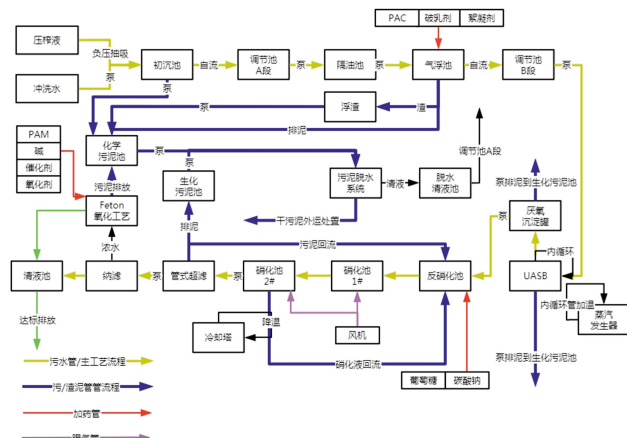 PAC 破乳剂 絮凝剂
压榨液
负压抽吸
泵
冲洗水
初沉池
自流
调节池
A段
泵
隔油池
泵
气浮池
自流
调节池
B段
泵
泵
泵
浮渣
渣
排泥
PAM
碱
催化剂
氧化剂
化学
污泥池
泵
泵
生化
污泥池
污泥脱水
系统
清液
脱水
清液池
调节池A段
泵排泥到生化污泥池
污泥排放
Feton
氧化工艺
排泥
干污泥外运处置
厌氧
沉淀罐
泵
浓水
污泥回流
内循环
清液池
纳滤
泵
管式超滤
泵
硝化池
2#
硝化池
1#
反硝化池
UASB
内循环管加温
蒸汽
发生器
达标排放
降温
冷却塔
风机
泵排泥到生化污泥池
硝化液回流
葡萄糖 碳酸钠
污水管/主工艺流程
污/渣泥管管流程
加药管